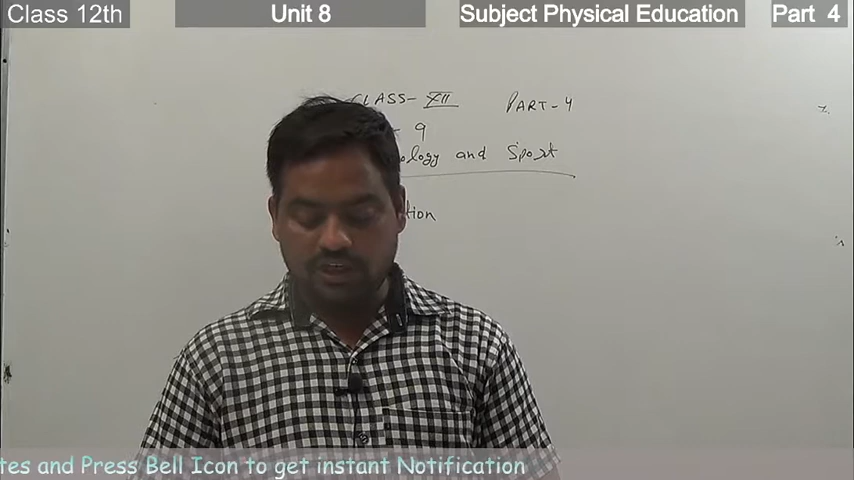 Class 12th Unit 8 Subject Physical Education Part 4
CLASS- XII PART-4
- 9
ology and Sport
tion
tes and Press Bell Icon to get instant Notification